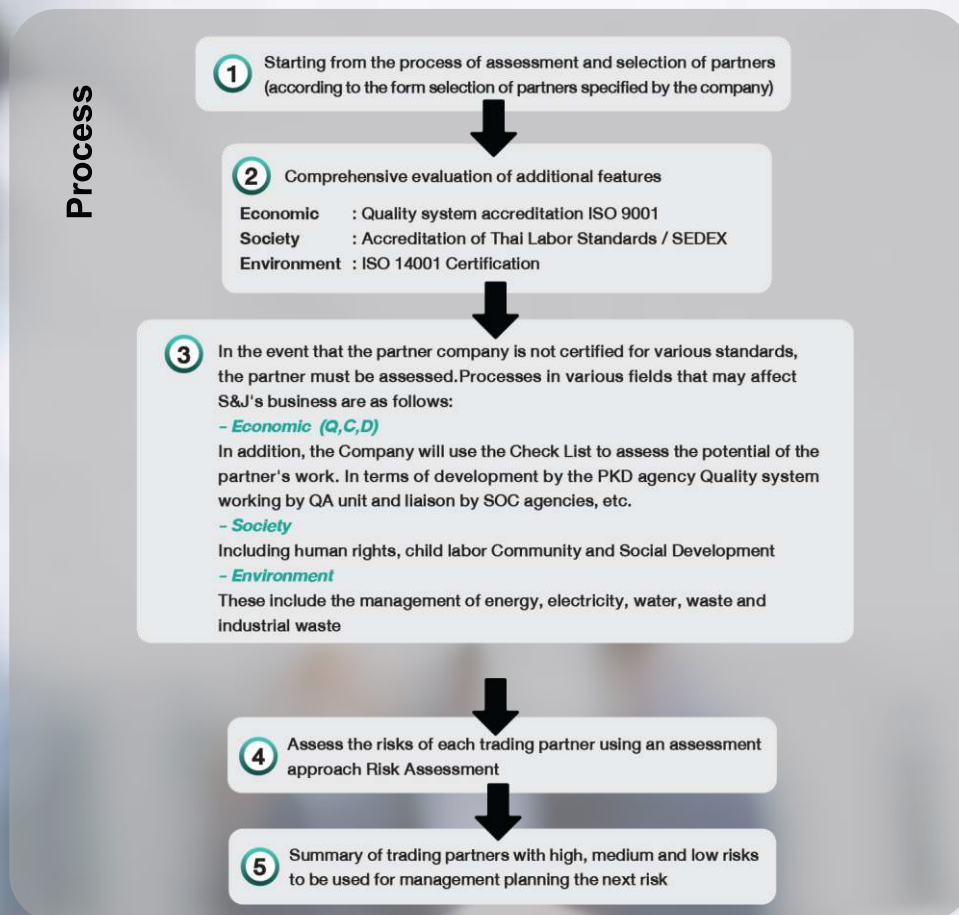 Process
1 Starting from the process of assessment and selection of partners
(according to the form selection of partners specified by the company)
2 Comprehensive evaluation of additional features
Economic : Quality system accreditation ISO 9001
Society : Accreditation of Thai Labor Standards / SEDEX
Environment : ISO 14001 Certification
3 In the event that the partner company is not certified for various standards,
the partner must be assessed.Processes in various fields that may affect
S&J's business are as follows:
- Economic (Q,C,D)
In addition, the Company will use the Check List to assess the potential of the
partner's work. In terms of development by the PKD agency Quality system
working by QA unit and liaison by SOC agencies, etc.
- Society
Including human rights, child labor Community and Social Development
- Environment
These include the management of energy, electricity, water, waste and
industrial waste
4 Assess the risks of each trading partner using an assessment
approach Risk Assessment
5 Summary of trading partners with high, medium and low risks
to be used for management planning the next risk